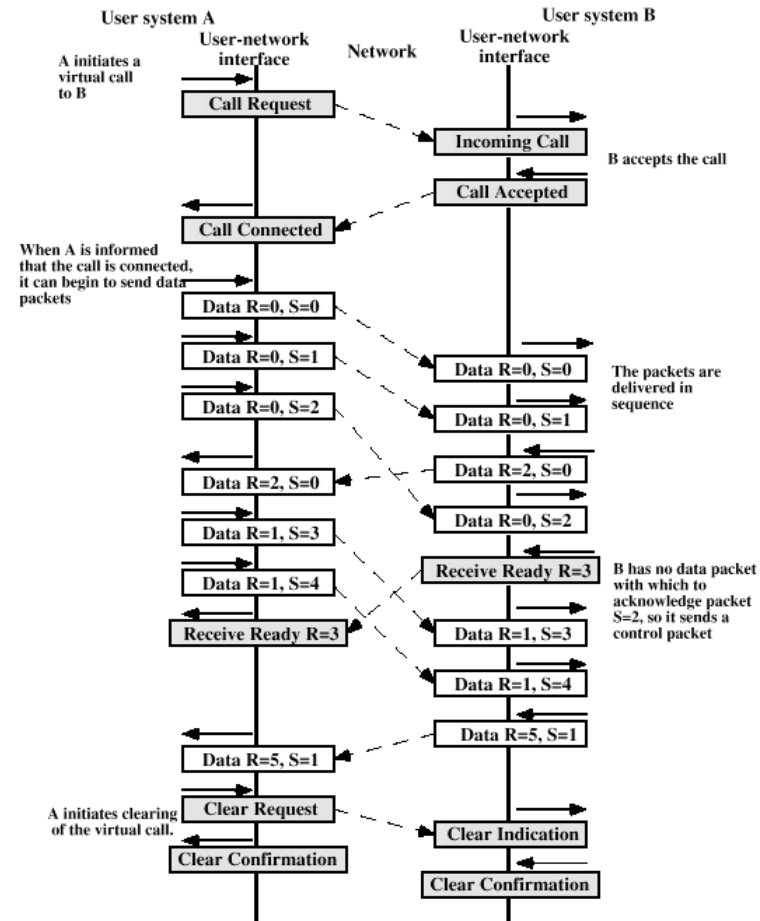 User system A
User system B
User-network
interface
Network
User-network
interface
A initiates a
virtual call
to B
Call Request
Incoming Call
B accepts the call
Call Accepted
Call Connected
When A is informed
that the call is connected,
it can begin to send data
packets
Data R=0, S=0
Data R=0, S=1
Data R=0, S=0
The packets are
delivered in
sequence
Data R=0, S=2
Data R=0, S=1
Data R=2, S=0
Data R=2, S=0
Data R=1, S=3
Data R=0, S=2
Data R=1, S=4
Receive Ready R=3
B has no data packet
with which to
acknowledge packet
S=2, so it sends a
control packet
Receive Ready R=3
Data R=1, S=3
Data R=1, S=4
Data R=5, S=1
Data R=5, S=1
Clear Request
A initiates clearing
of the virtual call.
Clear Indication
Clear Confirmation
Clear Confirmation